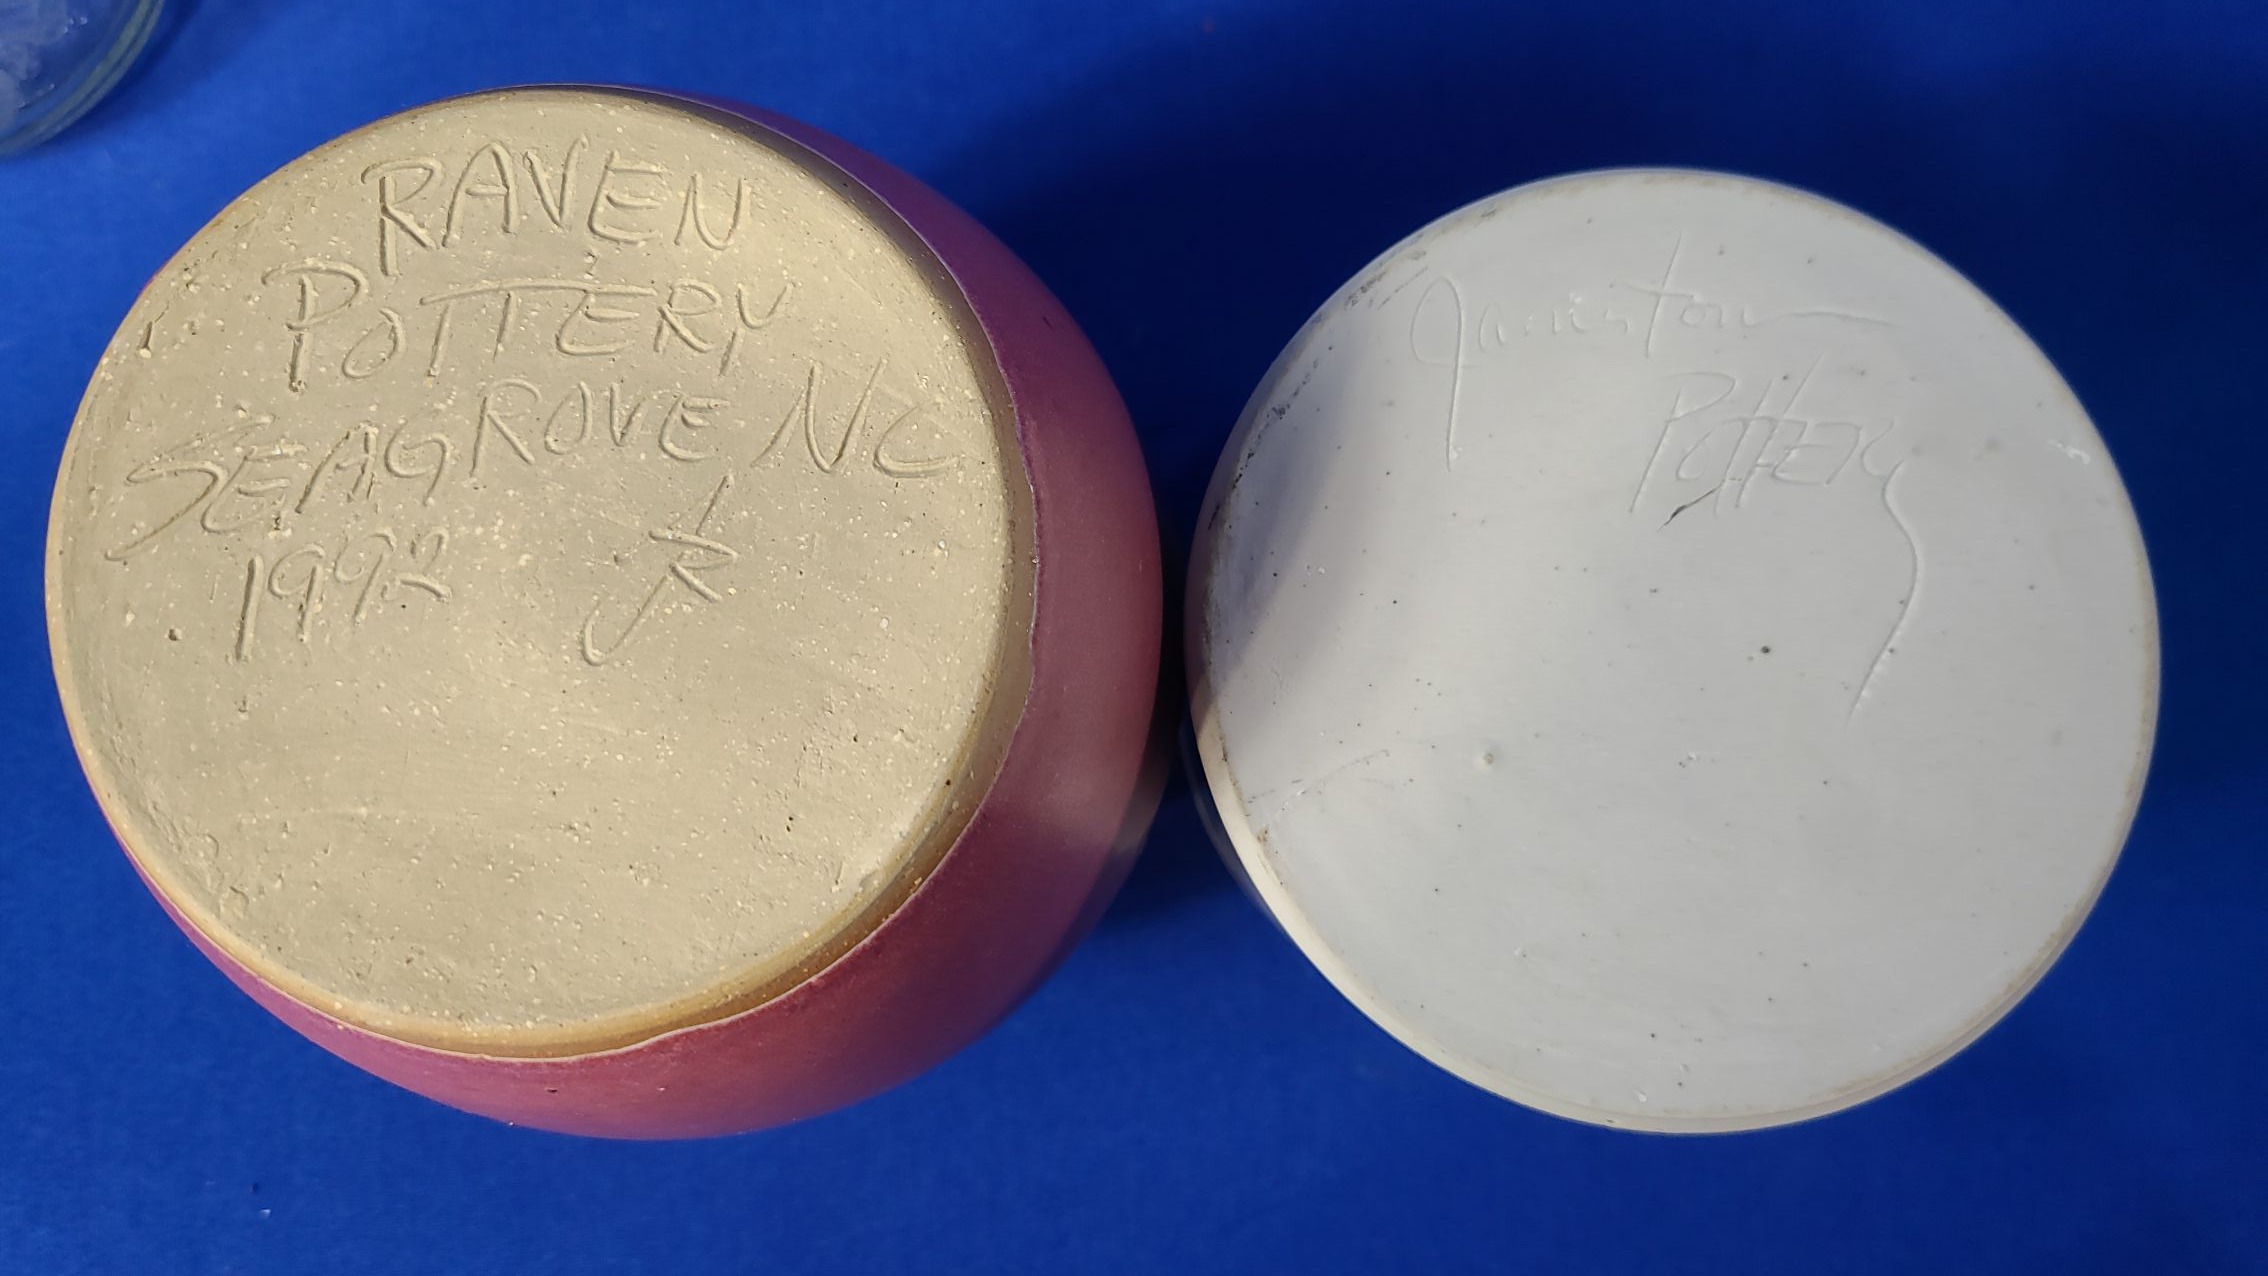 RAVEN
POTTERY
SEAGROVE NC
1992
Jamestown
Pottery